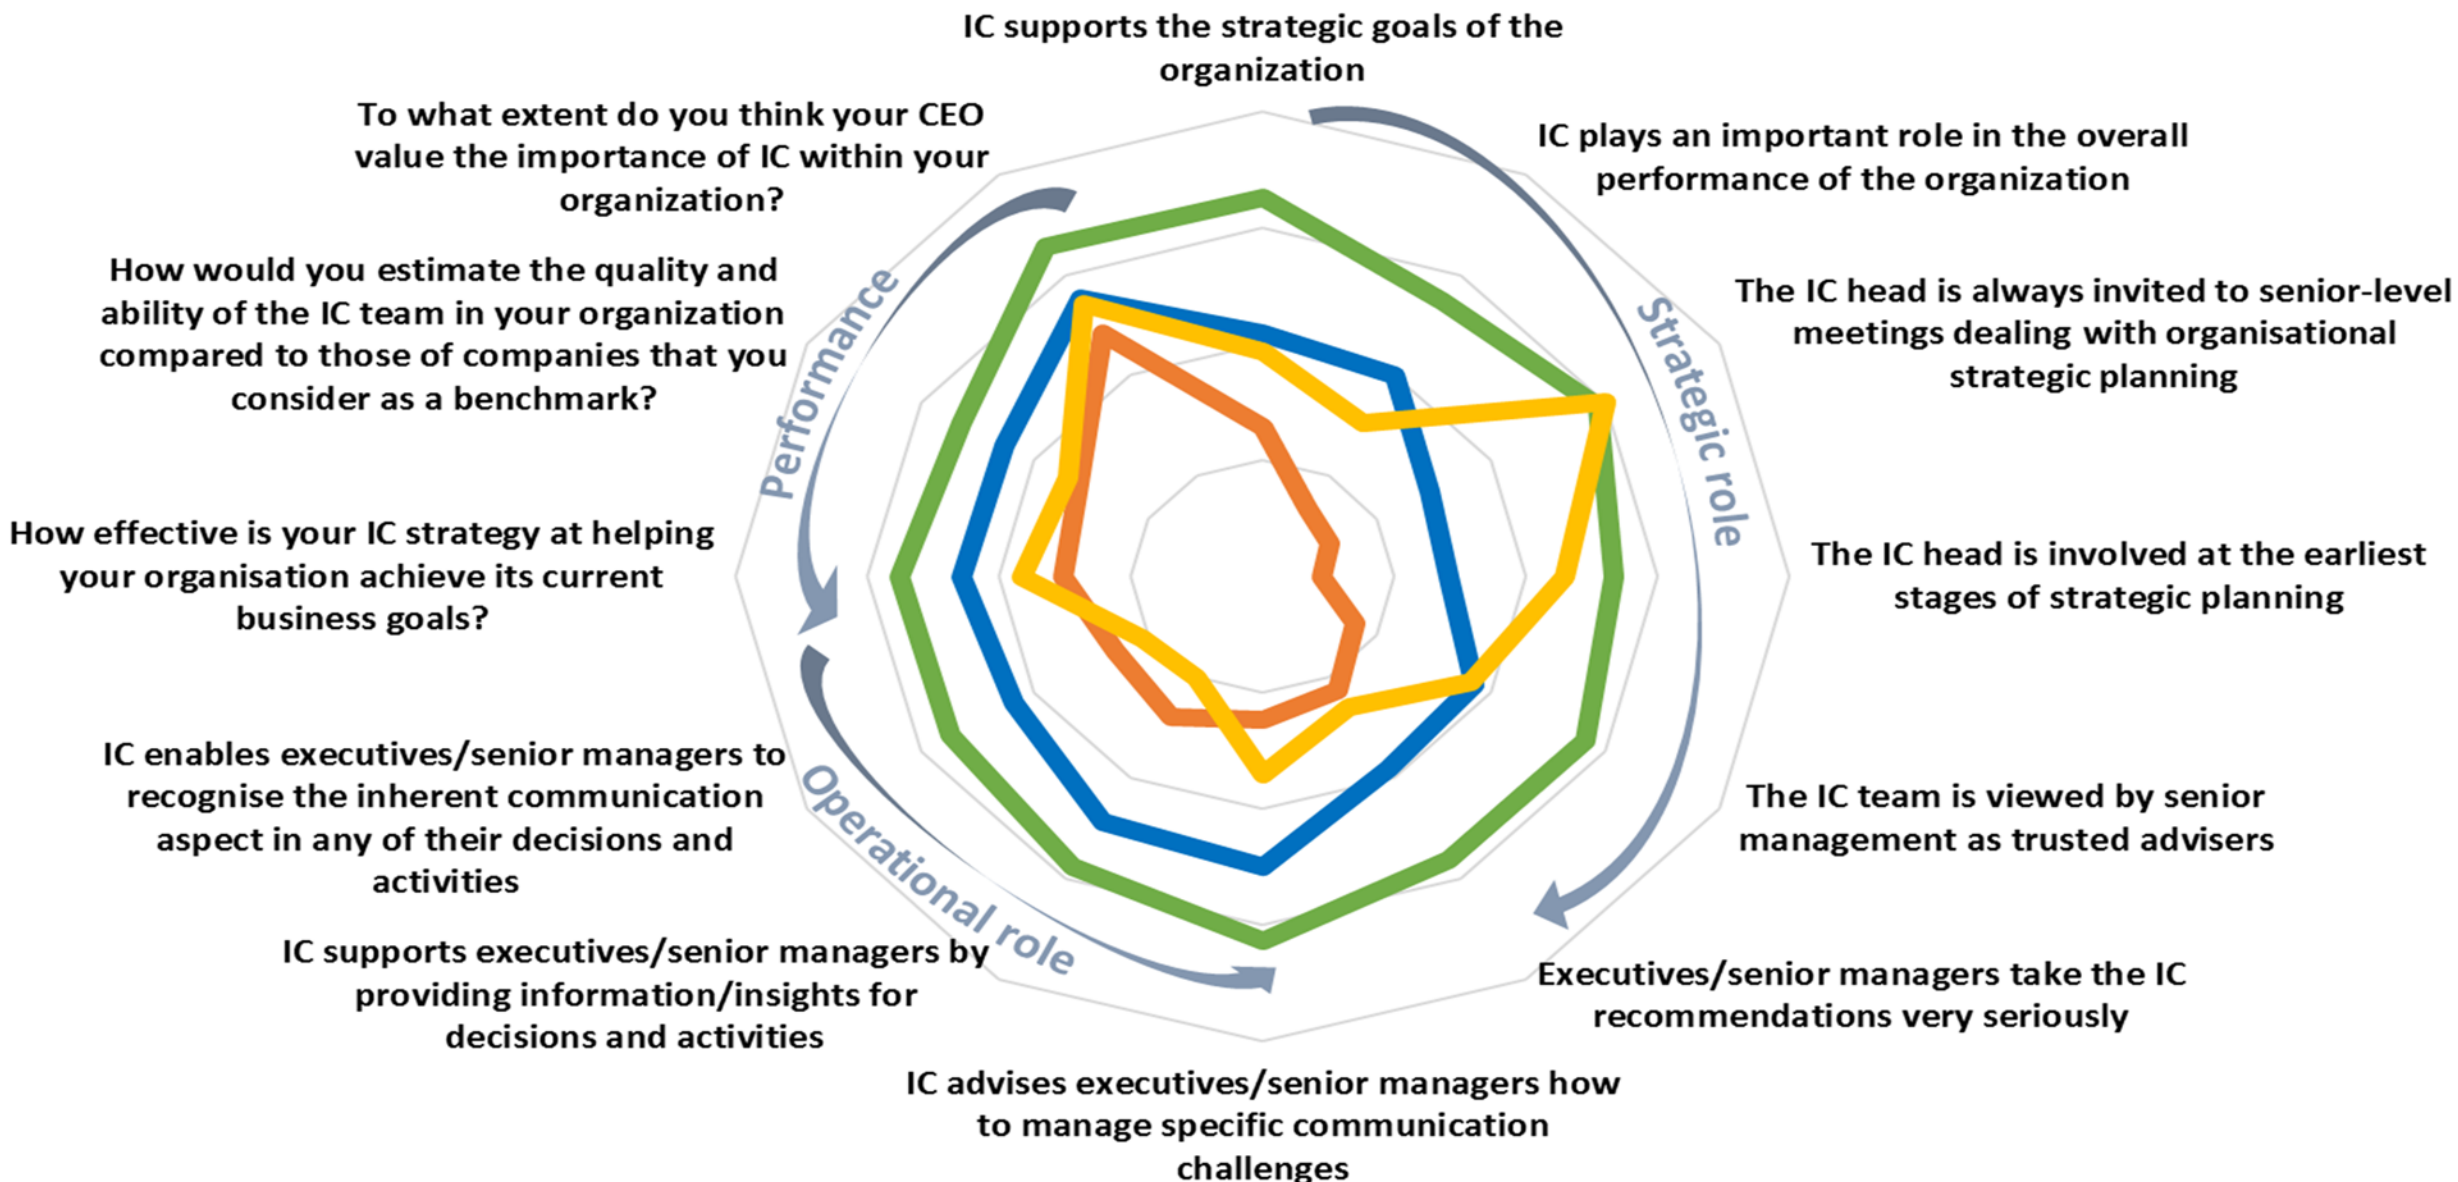 IC supports the strategic goals of the
organization
IC plays an important role in the overall
performance of the organization
The IC head is always invited to senior-level
meetings dealing with organisational
strategic planning
The IC head is involved at the earliest
stages of strategic planning
The IC team is viewed by senior
management as trusted advisers
Executives/senior managers take the IC
recommendations very seriously
IC advises executives/senior managers how
to manage specific communication
challenges
IC supports executives/senior managers by
providing information/insights for
decisions and activities
IC enables executives/senior managers to
recognise the inherent communication
aspect in any of their decisions and
activities
How effective is your IC strategy at helping
your organisation achieve its current
business goals?
How would you estimate the quality and
ability of the IC team in your organization
compared to those of companies that you
consider as a benchmark?
To what extent do you think your CEO
value the importance of IC within your
organization?
Strategic role
Operational role
Performance